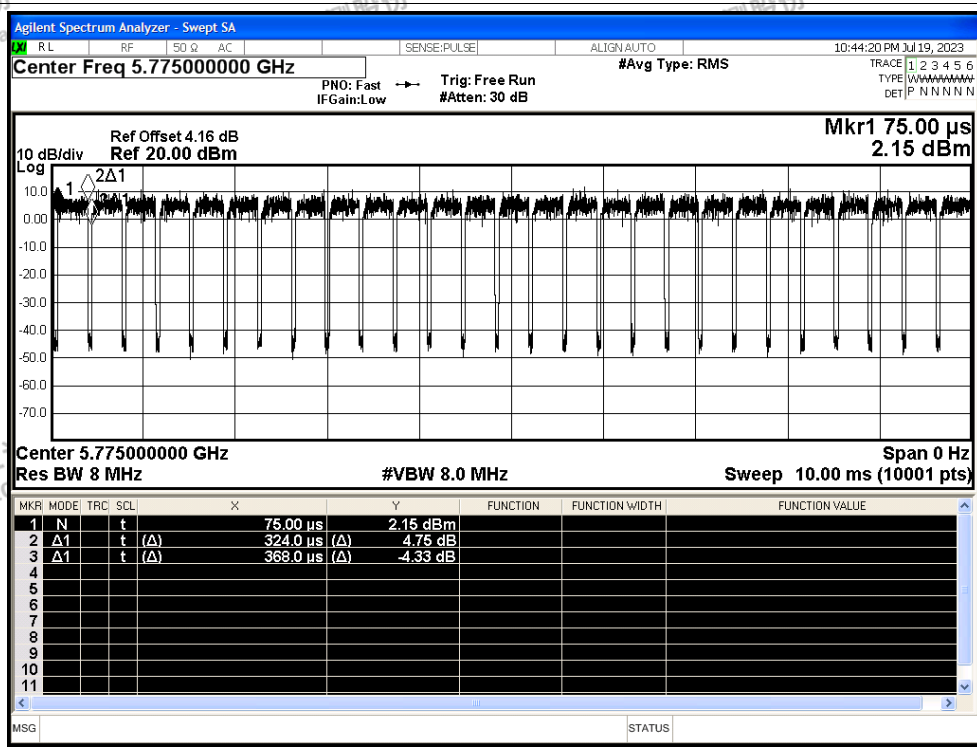 Agilent Spectrum Analyzer - Swept SA
LXI RL RF 50 Ω AC SENSE:PULSE ALIGN AUTO 10:44:20 PM Jul 19, 2023
Center Freq 5.775000000 GHz #Avg Type: RMS TRACE 1 2 3 4 5 6
PNO: Fast Trig: Free Run TYPE WWWWWW
IFGain:Low #Atten: 30 dB DET P N N N N N
Mkr1 75.00 µs
Ref Offset 4.16 dB
10 dB/div Ref 20.00 dBm 2.15 dBm
Log
2Δ1
1
10.0
0.00
-10.0
-20.0
-30.0
-40.0
-50.0
-60.0
-70.0
Center 5.775000000 GHz Span 0 Hz
Res BW 8 MHz #VBW 8.0 MHz Sweep 10.00 ms (10001 pts)
MKR MODE TRC SCL X Y FUNCTION FUNCTION WIDTH FUNCTION VALUE
1 N t 75.00 µs 2.15 dBm
2 Δ1 t (Δ) 324.0 µs (Δ) 4.75 dB
3 Δ1 t (Δ) 368.0 µs (Δ) -4.33 dB
4
5
6
7
8
9
10
11
MSG STATUS